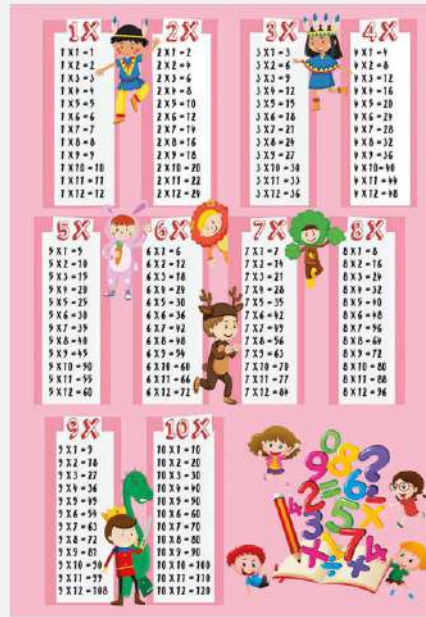 1X
1 X 1 = 1
1 X 2 = 2
1 X 3 = 3
1 X 4 = 4
1 X 5 = 5
1 X 6 = 6
1 X 7 = 7
1 X 8 = 8
1 X 9 = 9
1 X 10 = 10
1 X 11 = 11
1 X 12 = 12
2X
2 X 1 = 2
2 X 2 = 4
2 X 3 = 6
2 X 4 = 8
2 X 5 = 10
2 X 6 = 12
2 X 7 = 14
2 X 8 = 16
2 X 9 = 18
2 X 10 = 20
2 X 11 = 22
2 X 12 = 24
3X
3 X 1 = 3
3 X 2 = 6
3 X 3 = 9
3 X 4 = 12
3 X 5 = 15
3 X 6 = 18
3 X 7 = 21
3 X 8 = 24
3 X 9 = 27
3 X 10 = 30
3 X 11 = 33
3 X 12 = 36
4X
4 X 1 = 4
4 X 2 = 8
4 X 3 = 12
4 X 4 = 16
4 X 5 = 20
4 X 6 = 24
4 X 7 = 28
4 X 8 = 32
4 X 9 = 36
4 X 10 = 40
4 X 11 = 44
4 X 12 = 48
5X
5 X 1 = 5
5 X 2 = 10
5 X 3 = 15
5 X 4 = 20
5 X 5 = 25
5 X 6 = 30
5 X 7 = 35
5 X 8 = 40
5 X 9 = 45
5 X 10 = 50
5 X 11 = 55
5 X 12 = 60
6X
6 X 1 = 6
6 X 2 = 12
6 X 3 = 18
6 X 4 = 24
6 X 5 = 30
6 X 6 = 36
6 X 7 = 42
6 X 8 = 48
6 X 9 = 54
6 X 10 = 60
6 X 11 = 66
6 X 12 = 72
7X
7 X 1 = 7
7 X 2 = 14
7 X 3 = 21
7 X 4 = 28
7 X 5 = 35
7 X 6 = 42
7 X 7 = 49
7 X 8 = 56
7 X 9 = 63
7 X 10 = 70
7 X 11 = 77
7 X 12 = 84
8X
8 X 1 = 8
8 X 2 = 16
8 X 3 = 24
8 X 4 = 32
8 X 5 = 40
8 X 6 = 48
8 X 7 = 56
8 X 8 = 64
8 X 9 = 72
8 X 10 = 80
8 X 11 = 88
8 X 12 = 96
9X
9 X 1 = 9
9 X 2 = 18
9 X 3 = 27
9 X 4 = 36
9 X 5 = 45
9 X 6 = 54
9 X 7 = 63
9 X 8 = 72
9 X 9 = 81
9 X 10 = 90
9 X 11 = 99
9 X 12 = 108
10X
10 X 1 = 10
10 X 2 = 20
10 X 3 = 30
10 X 4 = 40
10 X 5 = 50
10 X 6 = 60
10 X 7 = 70
10 X 8 = 80
10 X 9 = 90
10 X 10 = 100
10 X 11 = 110
10 X 12 = 120
0
9 8 ?
2 6
4 = 5 X
3 7 4
+ ÷ +